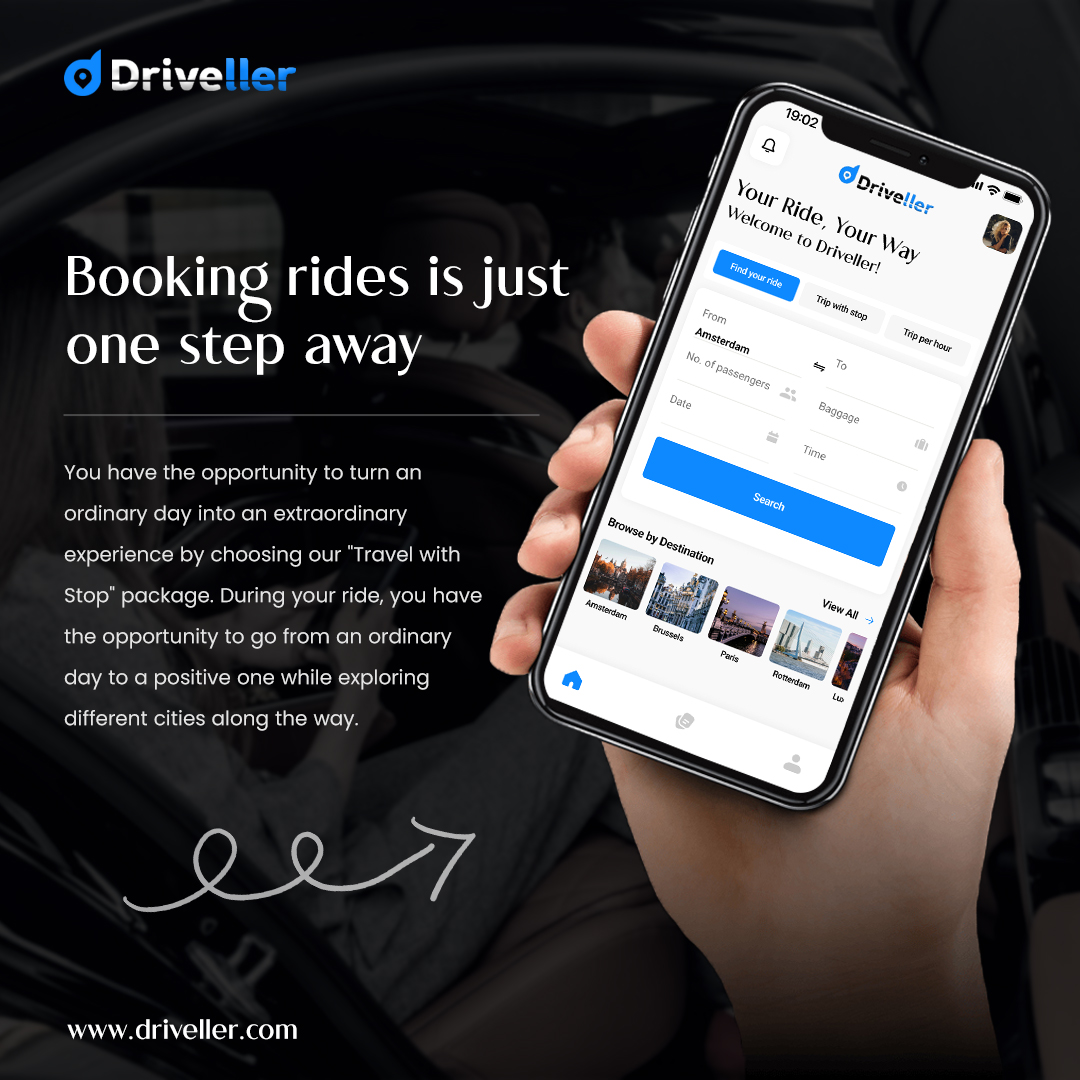 Driveller
Booking rides is just
one step away
You have the opportunity to turn an
ordinary day into an extraordinary
experience by choosing our "Travel with
Stop" package. During your ride, you have
the opportunity to go from an ordinary
day to a positive one while exploring
different cities along the way.
www.driveller.com
19:02
Driveller
Your Ride, Your Way
Welcome to Driveller!
Find your ride
Trip with stop
Trip per hour
From
To
Amsterdam
No. of passengers
Baggage
Date
Time
Search
Browse by Destination
View All
Amsterdam
Brussels
Paris
Rotterdam
Lux